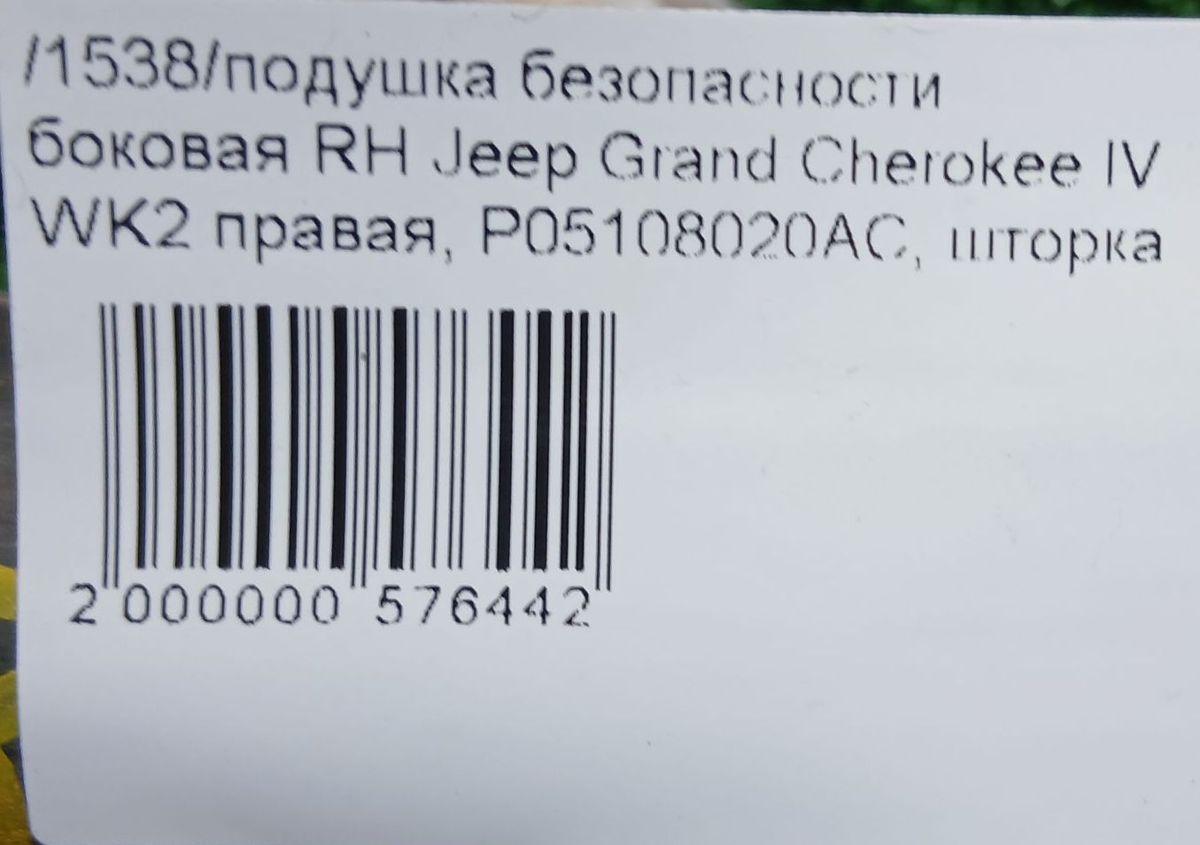 /1538/подушка безопасности
боковая RH Jeep Grand Cherokee IV
WK2 правая, P05108020AC, шторка
2 000000 576442